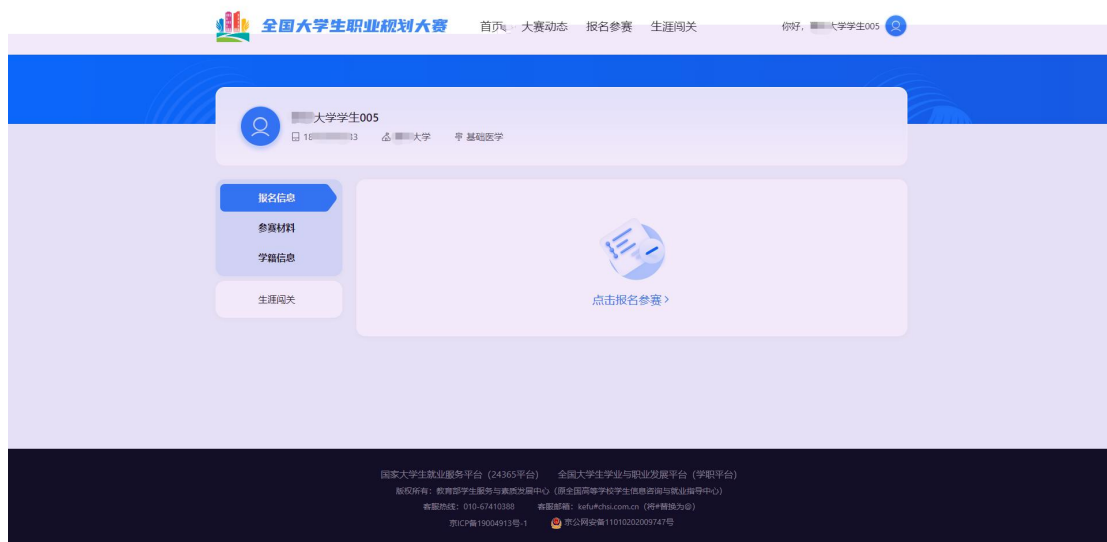 全国大学生职业规划大赛 首页 大赛动态 报名参赛 生涯闯关 你好, 大学学生005
大学学生005
18 13 大学 基础医学
报名信息
参赛材料
学籍信息
生涯闯关
点击报名参赛 >
国家大学生就业服务平台 (24365平台) 全国大学生学业与职业发展平台 (学职平台)
版权所有: 教育部学生服务与素质发展中心 (原全国高等学校学生信息咨询与就业指导中心)
客服热线: 010-67410388 客服邮箱: kefu#chsi.com.cn (将#替换为@)
京ICP备19004913号-1 京公网安备11010202009747号